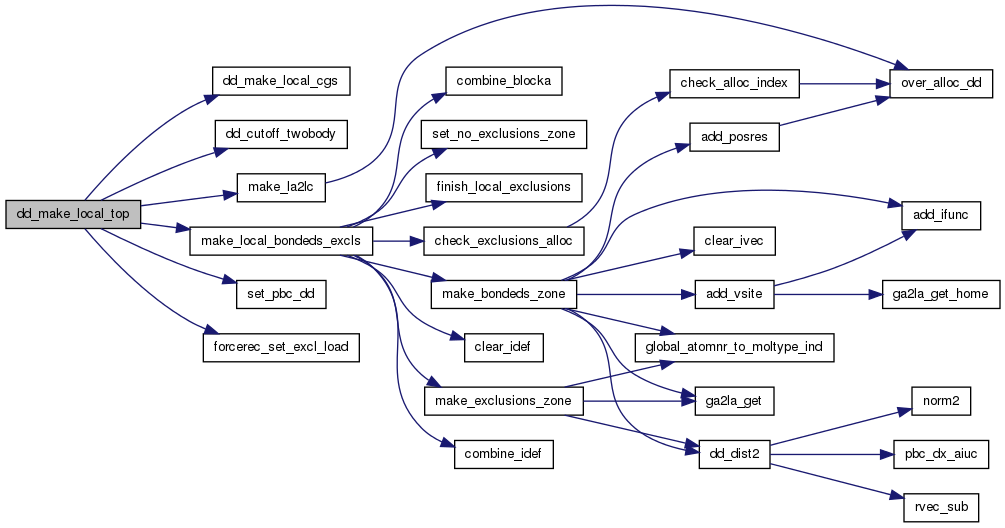 dd_make_local_top
dd_make_local_cgs
dd_cutoff_twobody
make_la2lc
make_local_bondeds_excls
set_pbc_dd
forcerec_set_excl_load
combine_blocka
set_no_exclusions_zone
finish_local_exclusions
check_exclusions_alloc
make_bondeds_zone
clear_idef
make_exclusions_zone
combine_idef
check_alloc_index
add_posres
clear_ivec
add_vsite
global_atomnr_to_moltype_ind
ga2la_get
dd_dist2
over_alloc_dd
add_ifunc
ga2la_get_home
norm2
pbc_dx_aiuc
rvec_sub